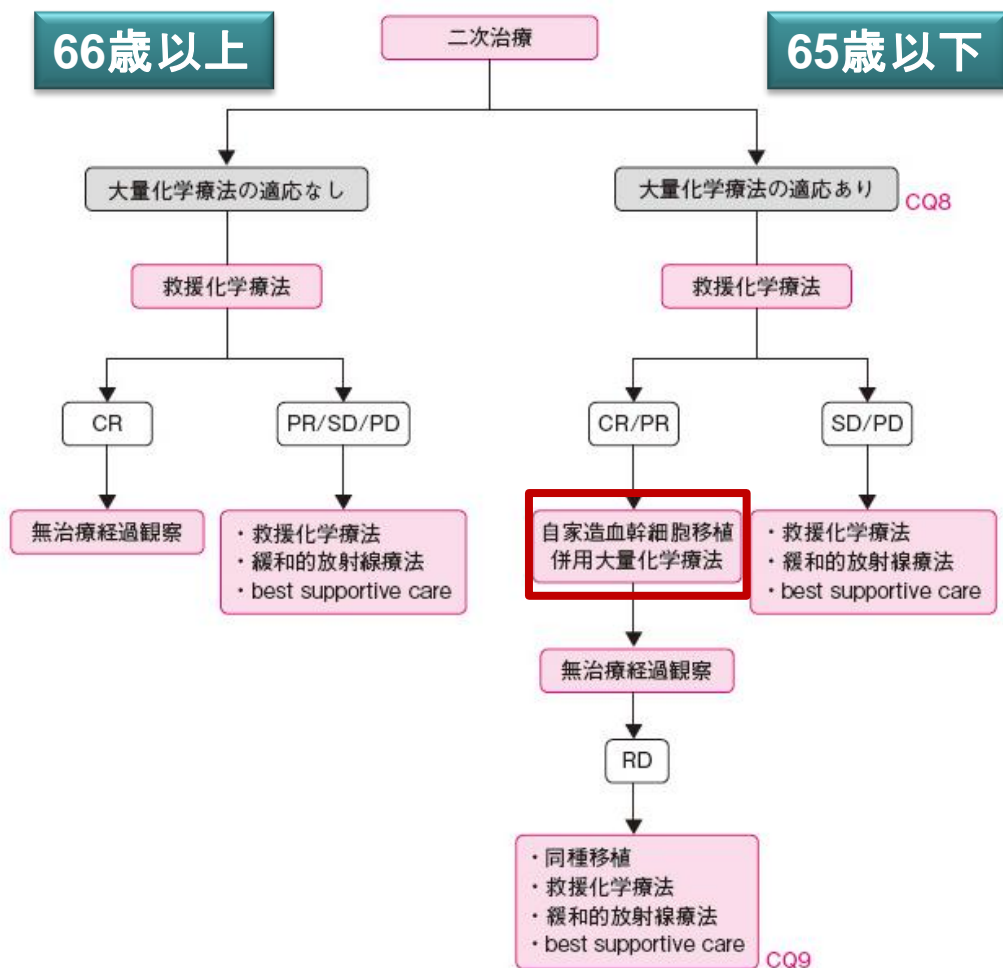 66歳以上
二次治療
65歳以下
大量化学療法の適応なし
大量化学療法の適応あり
CQ8
救援化学療法
救援化学療法
CR
PR/SD/PD
CR/PR
SD/PD
無治療経過観察
・救援化学療法
・緩和的放射線療法
・best supportive care
自家造血幹細胞移植
併用大量化学療法
・救援化学療法
・緩和的放射線療法
・best supportive care
無治療経過観察
RD
・同種移植
・救援化学療法
・緩和的放射線療法
・best supportive care
CQ9